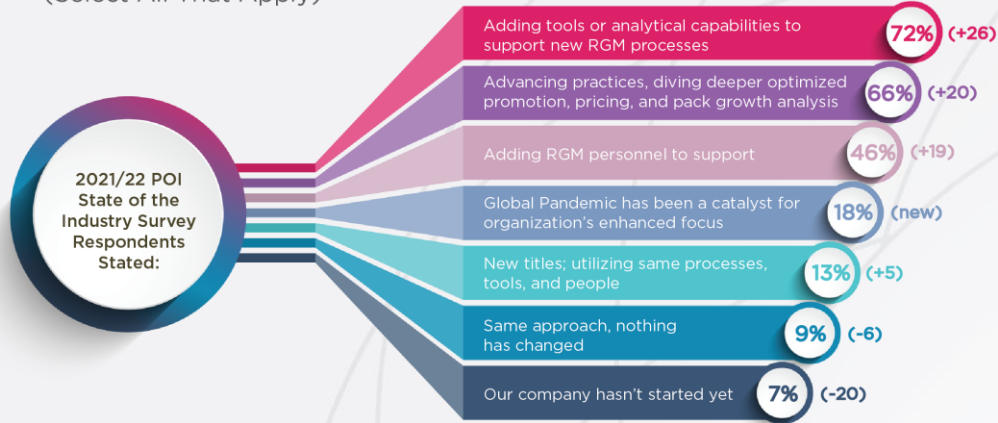 (Select All That Apply)
2021/22 POI
State of the
Industry Survey
Respondents
Stated:
Adding tools or analytical capabilities to
support new RGM processes
72% (+26)
Advancing practices, diving deeper optimized
promotion, pricing, and pack growth analysis
66% (+20)
Adding RGM personnel to support
46% (+19)
Global Pandemic has been a catalyst for
organization's enhanced focus
18% (new)
New titles; utilizing same processes,
tools, and people
13% (+5)
Same approach, nothing
has changed
9% (-6)
Our company hasn't started yet
7% (-20)